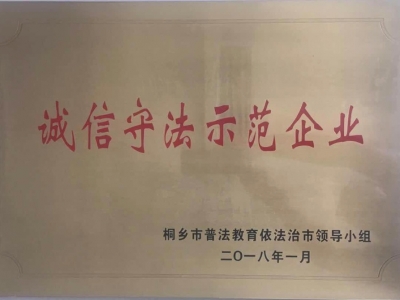 诚信守法示范企业
桐乡市普法教育依法治市领导小组
二〇一八年一月